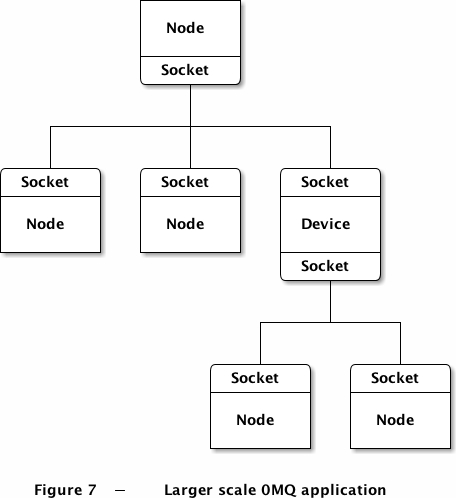 Node
Socket
Socket Socket Socket
Node Node Device
Socket
Socket Socket
Node Node
Figure 7 – Larger scale 0MQ application